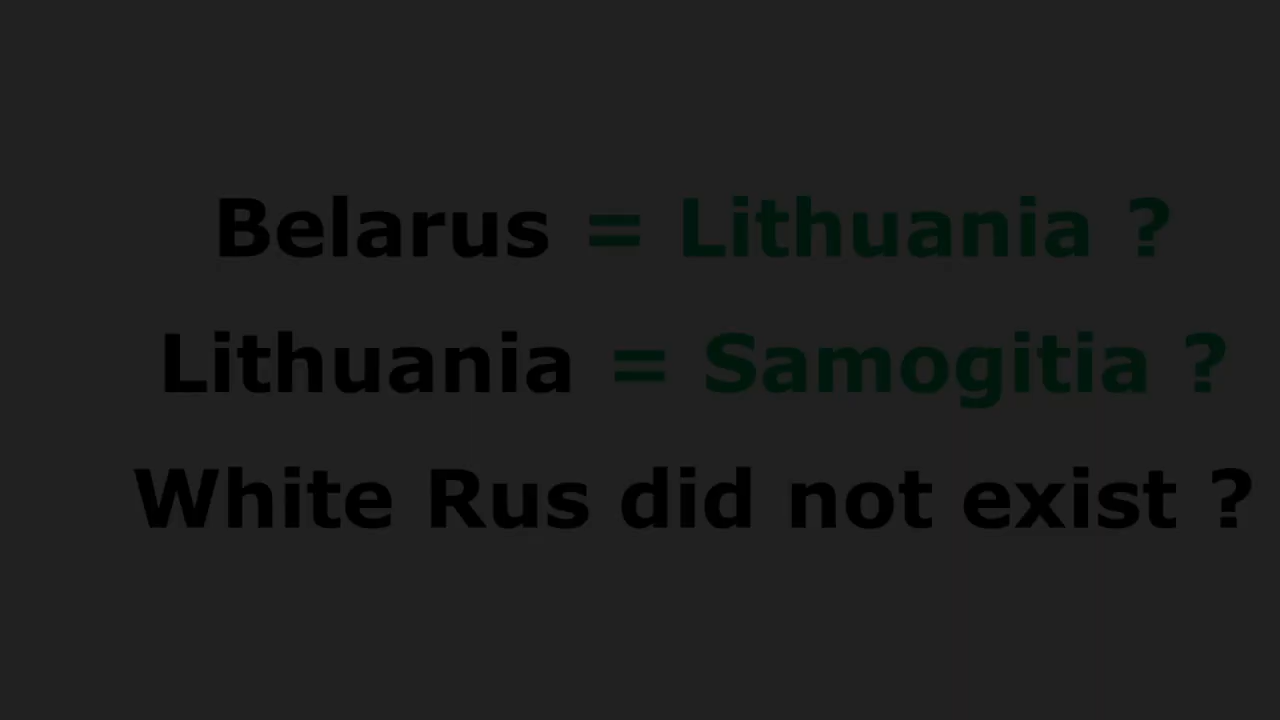 Belarus = Lithuania ?
Lithuania = Samogitia ?
White Rus did not exist ?